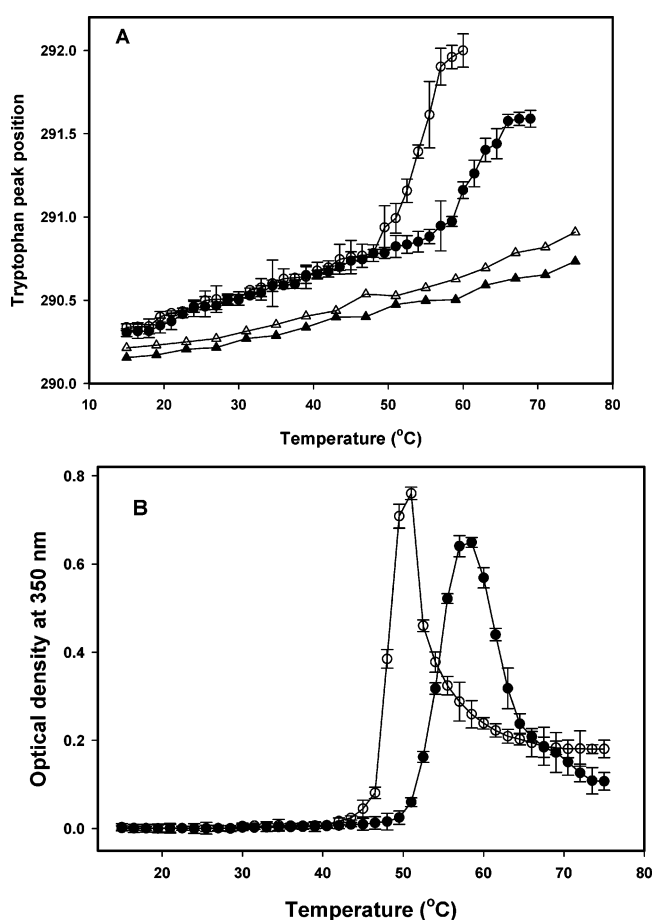 A
Tryptophan peak position
292.0
291.5
291.0
290.5
290.0
10 20 30 40 50 60 70 80
Temperature (°C)
B
Optical density at 350 nm
0.8
0.6
0.4
0.2
0.0
20 30 40 50 60 70 80
Temperature (°C)